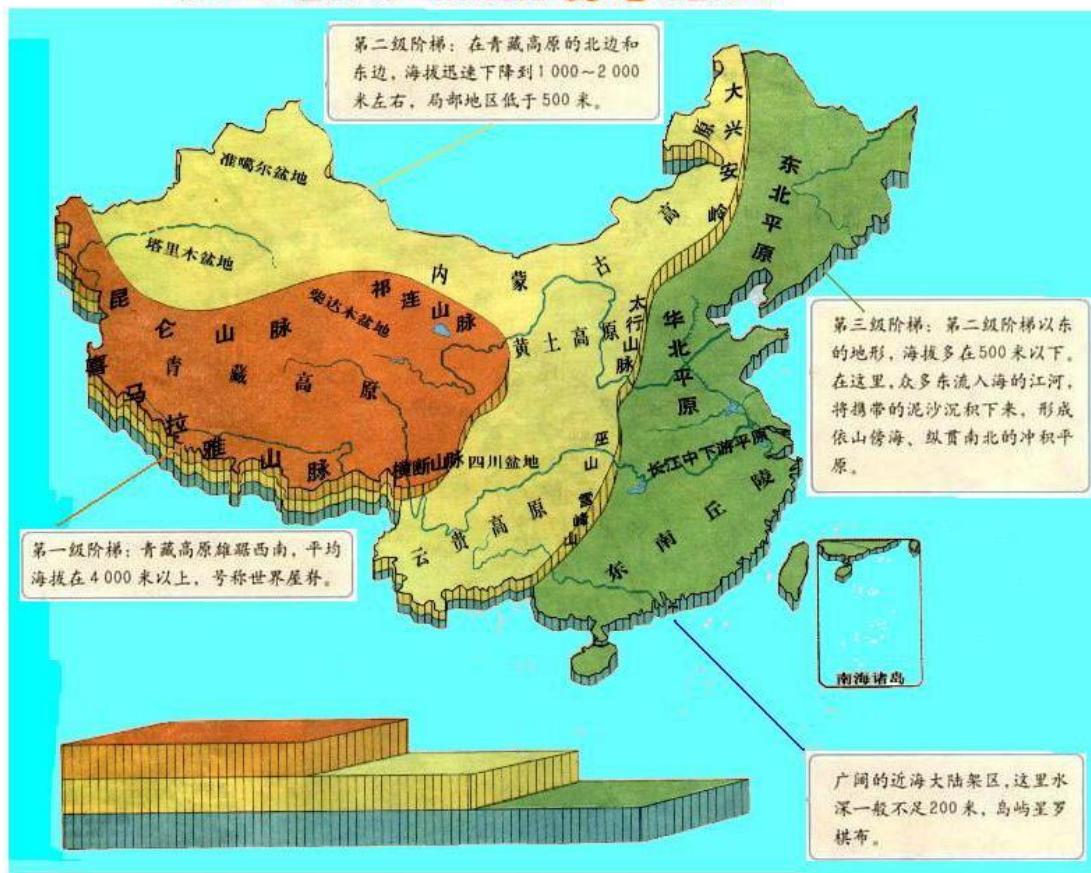 第二级阶梯：在青藏高原的北边和
东边，海拔迅速下降到1000～2000
米左右，局部地区低于500米。
大兴安岭
东北平原
准噶尔盆地
塔里木盆地
内蒙古高原
昆仑山脉
柴达木盆地
祁连山脉
青藏高原
喜马拉雅山脉
横断山脉
黄土高原
太行山脉
华北平原
四川盆地
巫山
长江中下游平原
云贵高原
雪峰山
东南丘陵
第三级阶梯：第二级阶梯以东
的地形，海拔多在500米以下。
在这里，众多东流入海的江河，
将携带的泥沙沉积下来，形成
依山傍海、纵贯南北的冲积平
原。
第一级阶梯：青藏高原雄踞西南，平均
海拔在4000米以上，号称世界屋脊。
南海诸岛
广阔的近海大陆架区，这里水
深一般不足200米，岛屿星罗
棋布。